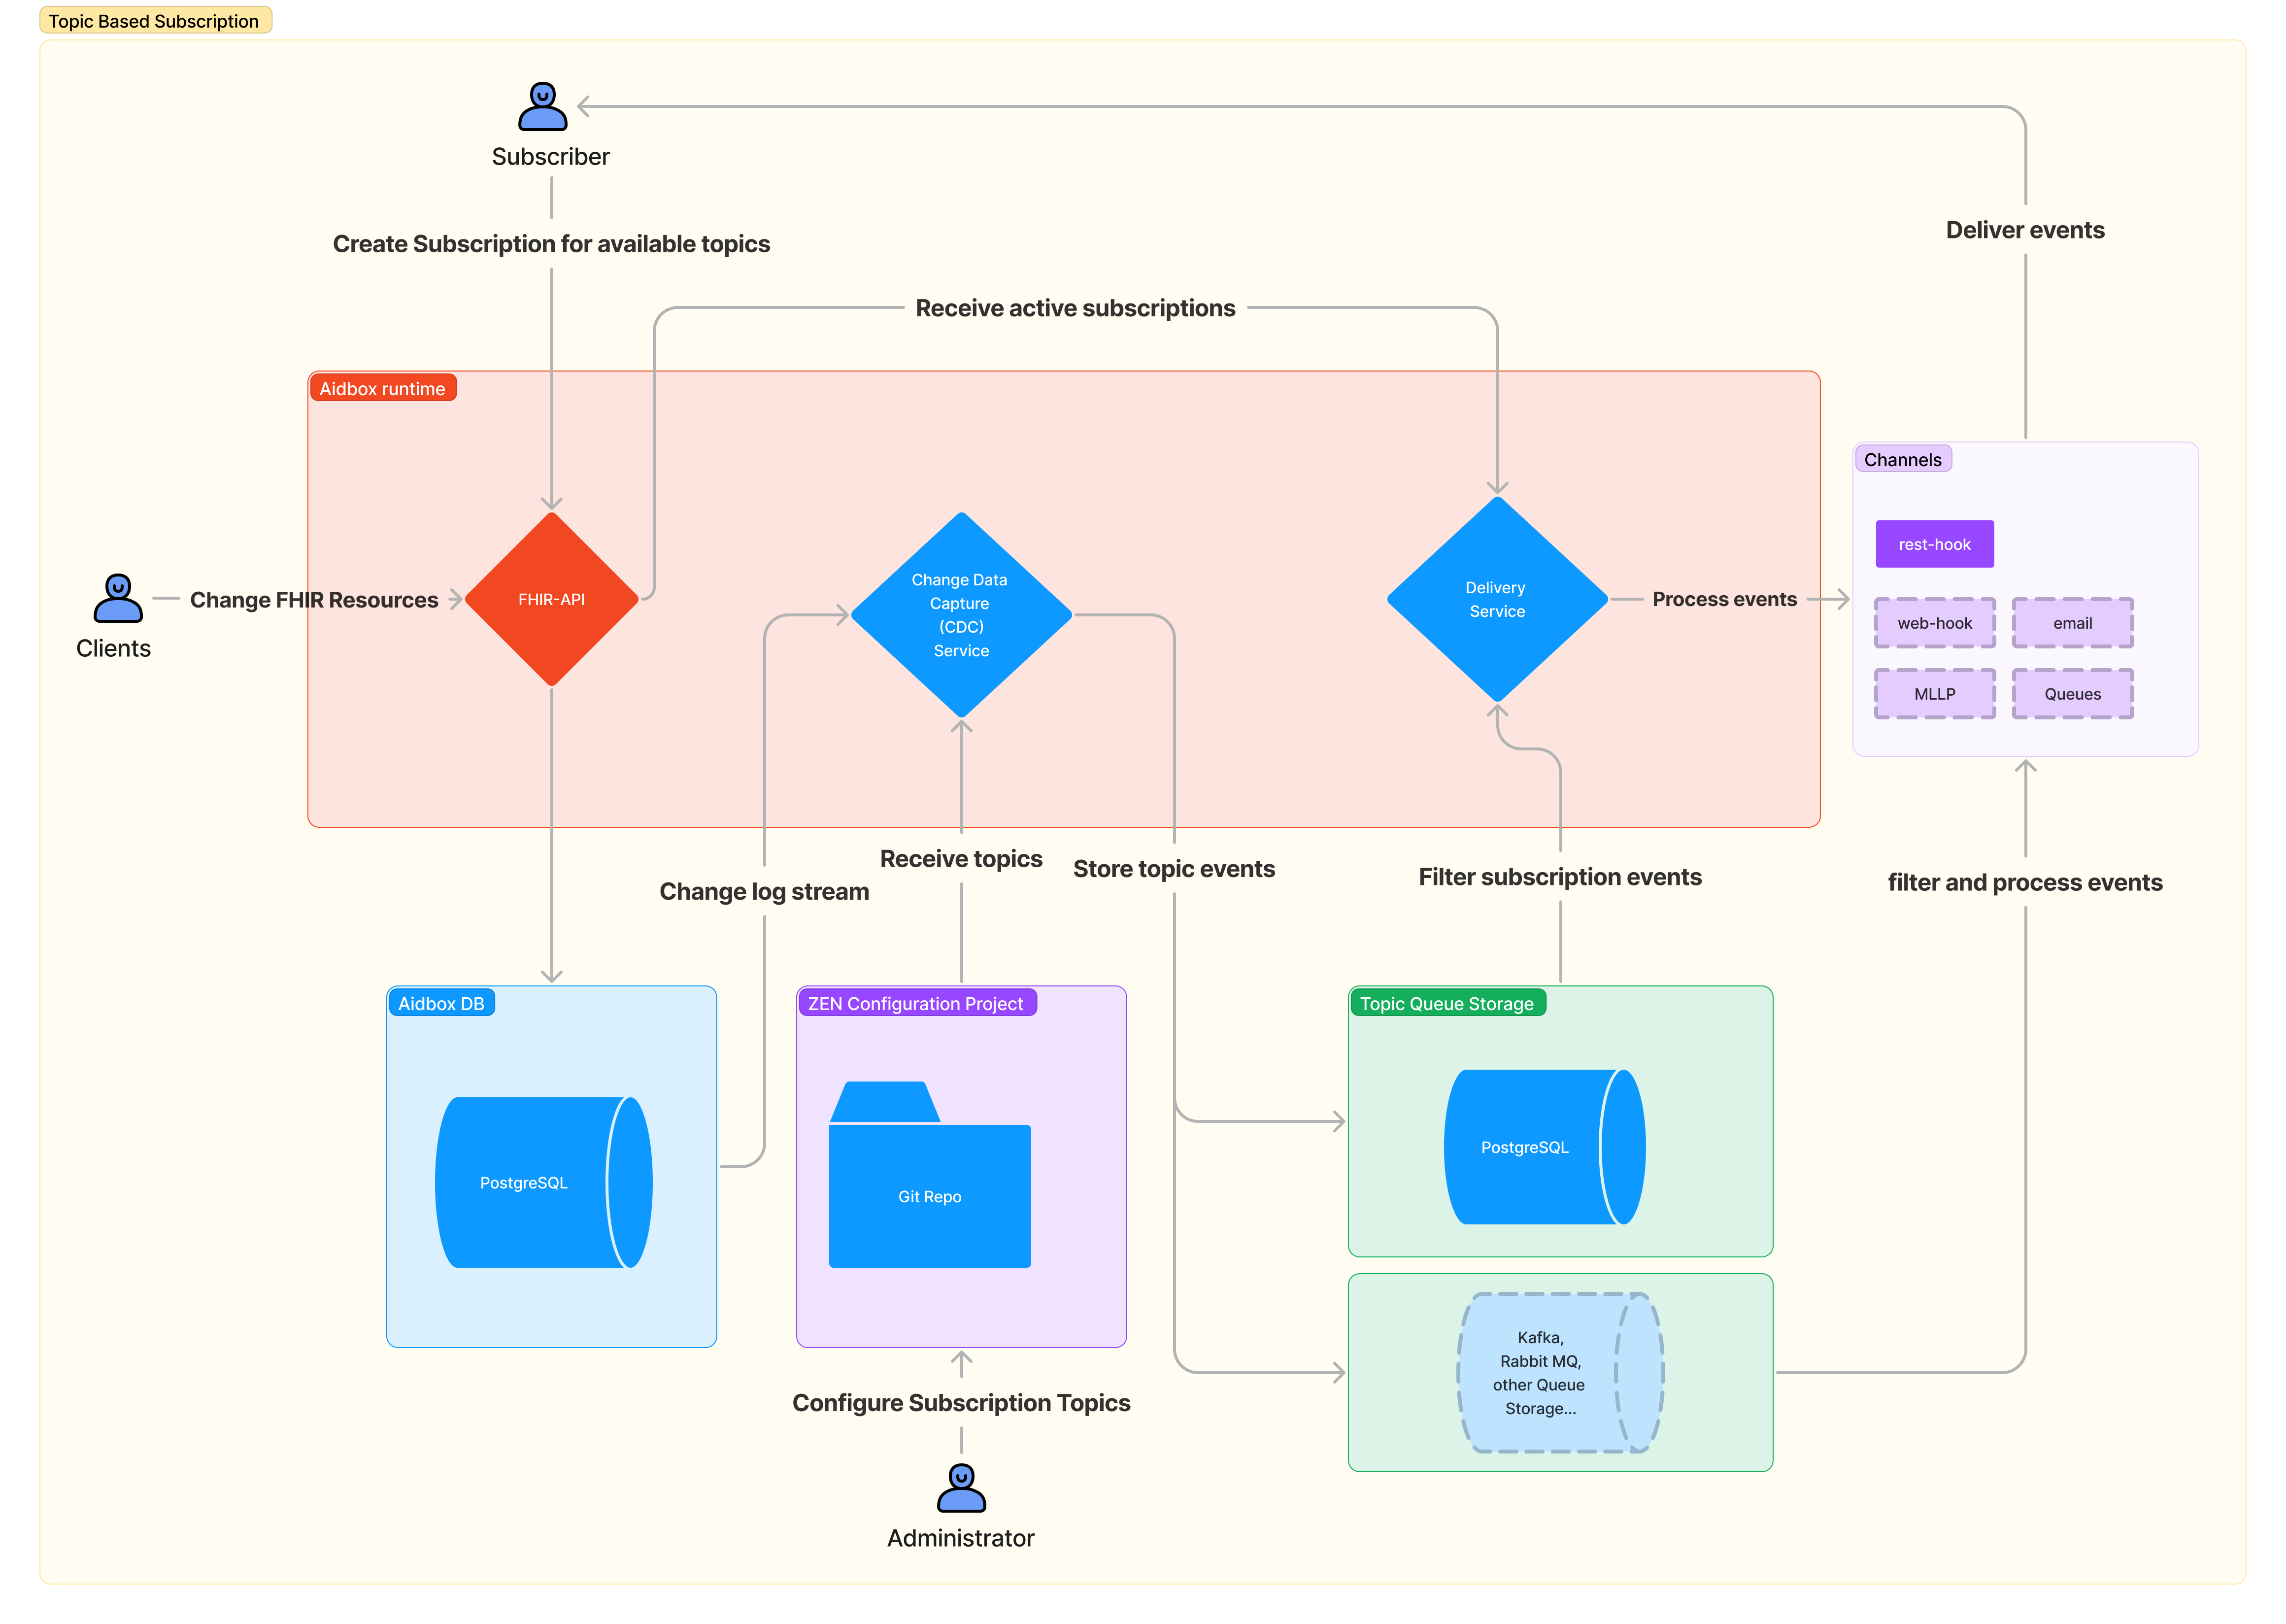 Topic Based Subscription
Subscriber
Create Subscription for available topics
Deliver events
Receive active subscriptions
Aidbox runtime
Channels
rest-hook
Clients
Change FHIR Resources
FHIR-API
Change Data
Capture
(CDC)
Service
Delivery
Service
Process events
web-hook
email
MLLP
Queues
Receive topics
Store topic events
Filter subscription events
filter and process events
Change log stream
Aidbox DB
ZEN Configuration Project
Topic Queue Storage
PostgreSQL
Git Repo
PostgreSQL
Kafka,
Rabbit MQ,
other Queue
Storage...
Configure Subscription Topics
Administrator